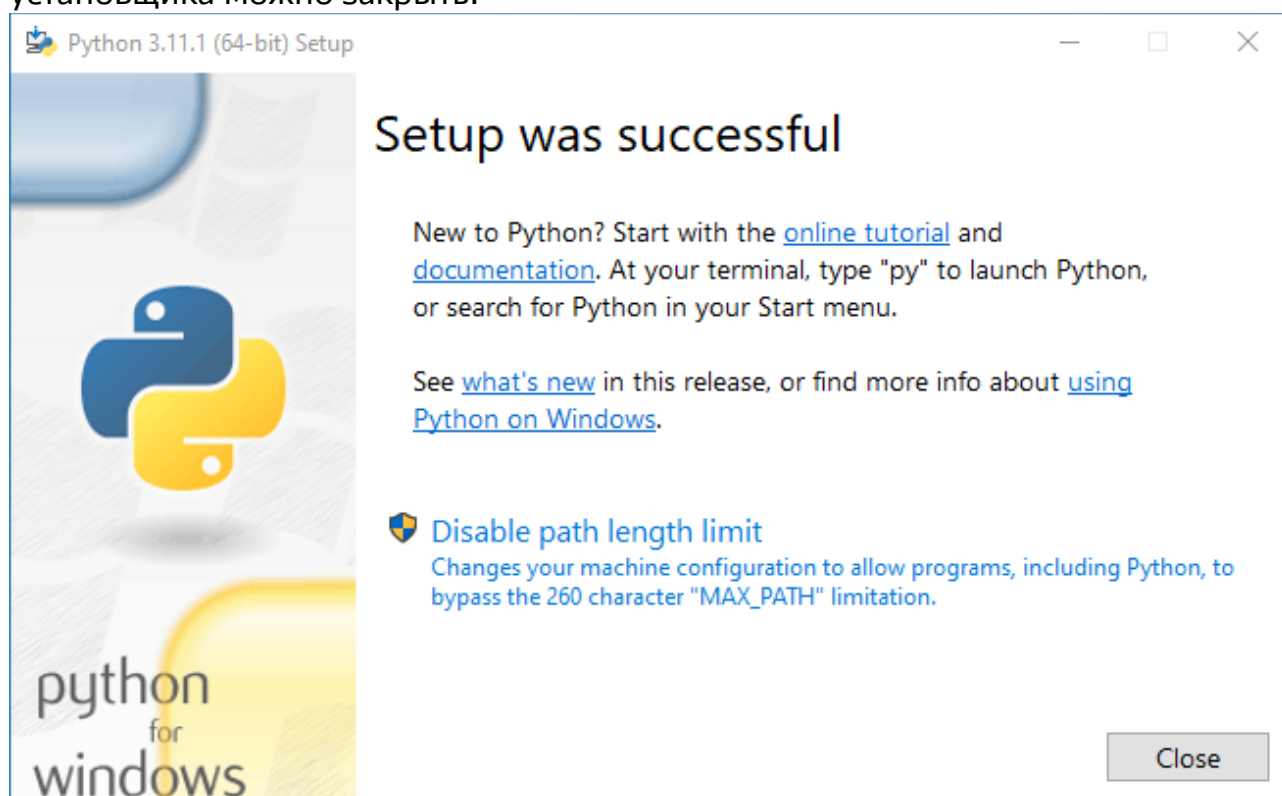 установщика можно закрыть.
Python 3.11.1 (64-bit) Setup
Setup was successful
New to Python? Start with the online tutorial and
documentation. At your terminal, type "py" to launch Python,
or search for Python in your Start menu.
See what's new in this release, or find more info about using
Python on Windows.
Disable path length limit
Changes your machine configuration to allow programs, including Python, to
bypass the 260 character "MAX_PATH" limitation.
python
for
windows
Close